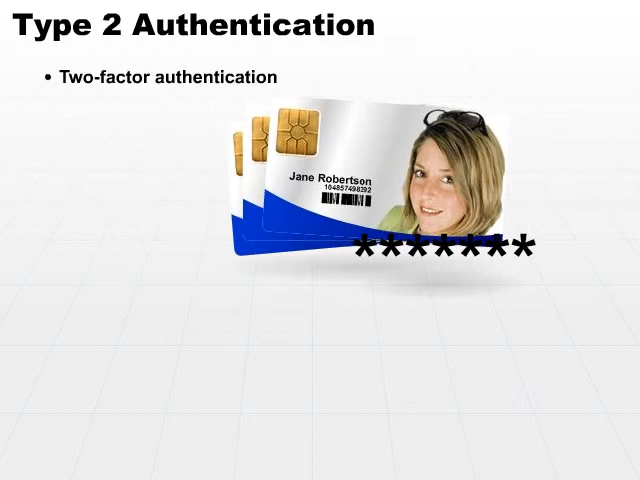 Type 2 Authentication
• Two-factor authentication
Jane Robertson
104857498392
*******